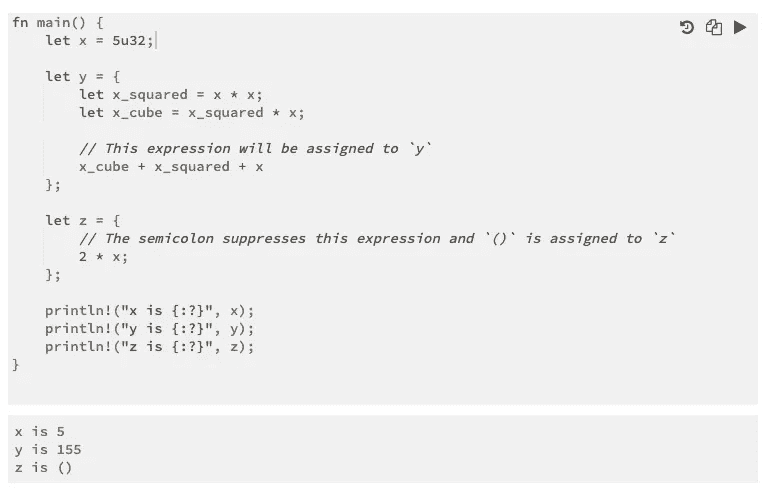 fn main() {
    let x = 5u32;

    let y = {
        let x_squared = x * x;
        let x_cube = x_squared * x;

        // This expression will be assigned to `y`
        x_cube + x_squared + x
    };

    let z = {
        // The semicolon suppresses this expression and `()` is assigned to `z`
        2 * x;
    };

    println!("x is {:?}", x);
    println!("y is {:?}", y);
    println!("z is {:?}", z);
}
x is 5
y is 155
z is ()